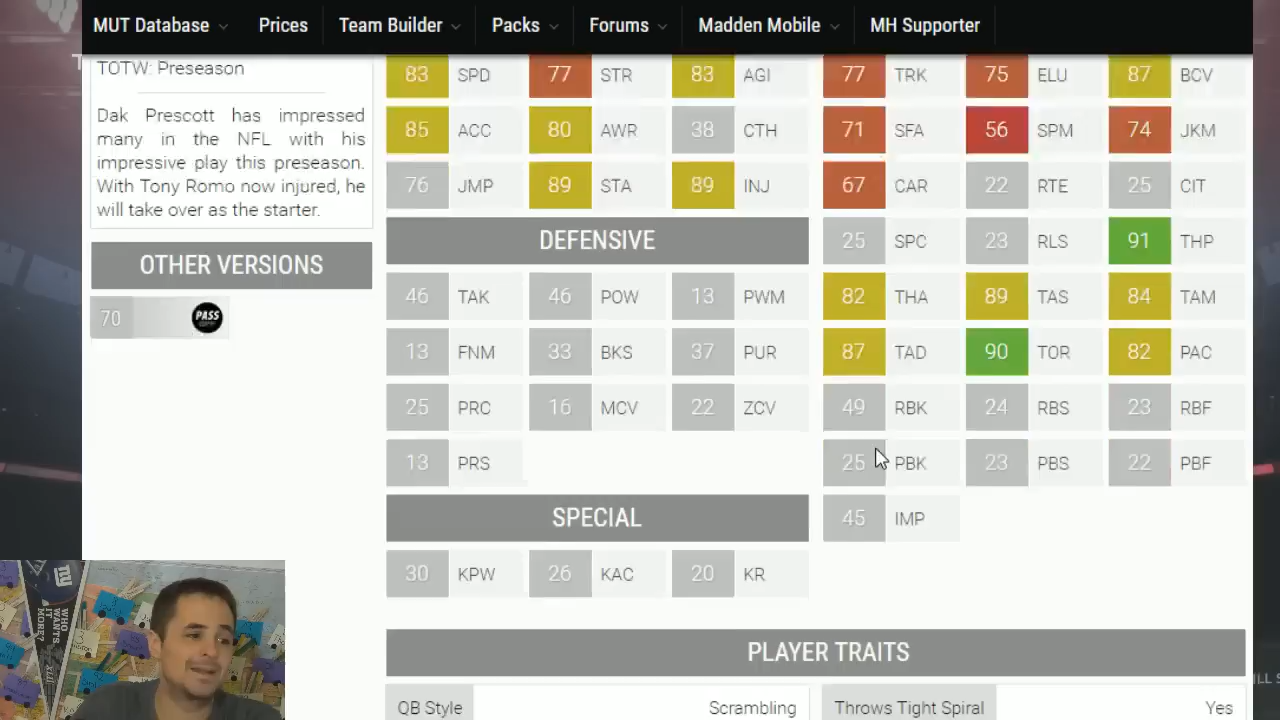 MUT Database Prices Team Builder Packs Forums Madden Mobile MH Supporter
TOTW: Preseason
Dak Prescott has impressed
many in the NFL with his
impressive play this preseason.
With Tony Romo now injured, he
will take over as the starter.
OTHER VERSIONS
70 PASS
83 SPD 77 STR 83 AGI
85 ACC 80 AWR 38 CTH
76 JMP 89 STA 89 INJ
DEFENSIVE
46 TAK 46 POW 13 PWM
13 FNM 33 BKS 37 PUR
25 PRC 16 MCV 22 ZCV
13 PRS
SPECIAL
30 KPW 26 KAC 20 KR
77 TRK 75 ELU 87 BCV
71 SFA 56 SPM 74 JKM
67 CAR 22 RTE 25 CIT
25 SPC 23 RLS 91 THP
82 THA 89 TAS 84 TAM
87 TAD 90 TOR 82 PAC
49 RBK 24 RBS 23 RBF
25 PBK 23 PBS 22 PBF
45 IMP
PLAYER TRAITS
QB Style Scrambling Throws Tight Spiral Yes
WHO
WANTS
IT
MORE?
XLII